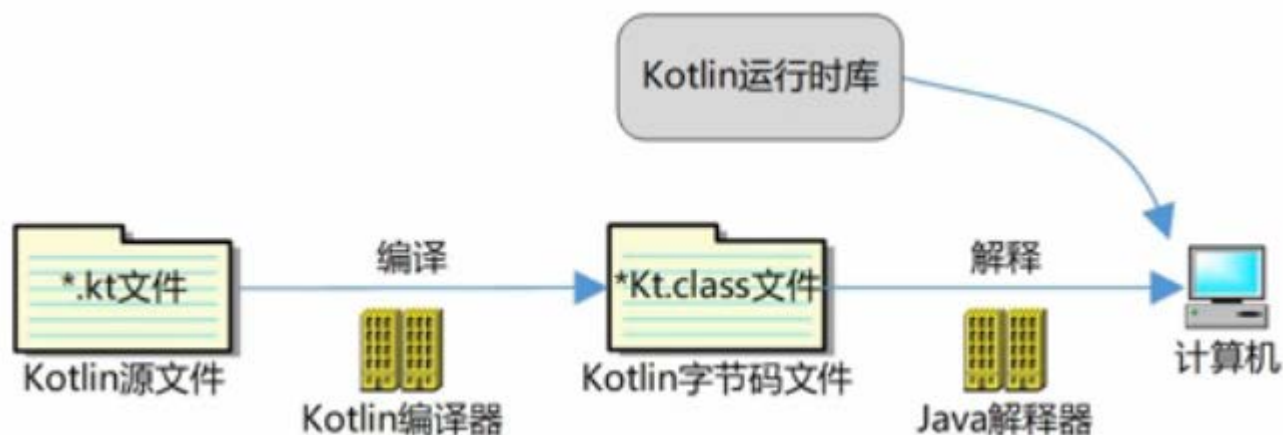 Kotlin运行时库
*.kt文件
编译
*Kt.class文件
解释
Kotlin源文件
Kotlin编译器
Kotlin字节码文件
Java解释器
计算机